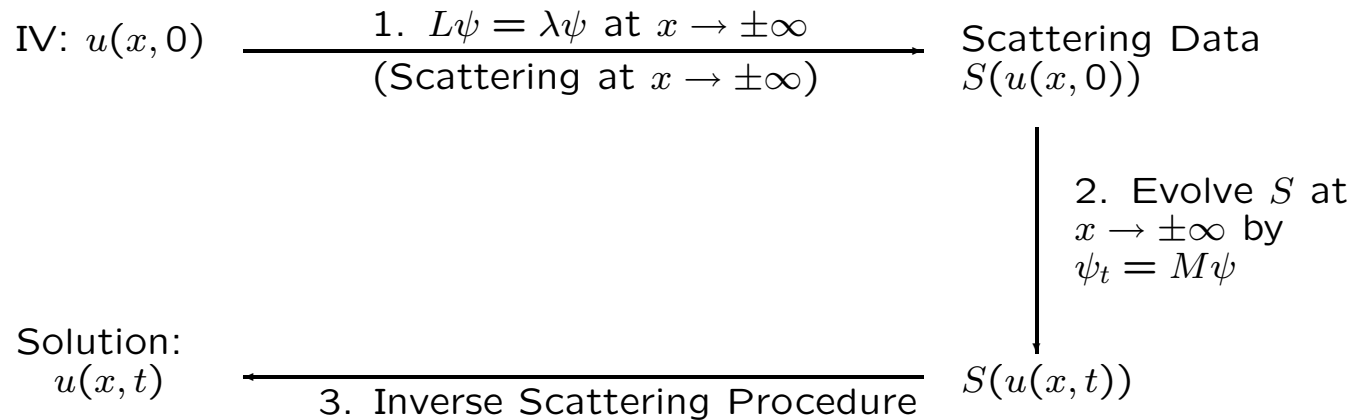 IV: u(x, 0)
1. Lψ = λψ at x → ±∞
(Scattering at x → ±∞)
Scattering Data
S(u(x, 0))
2. Evolve S at
x → ±∞ by
ψ_t = Mψ
Solution:
u(x, t)
3. Inverse Scattering Procedure
S(u(x, t))